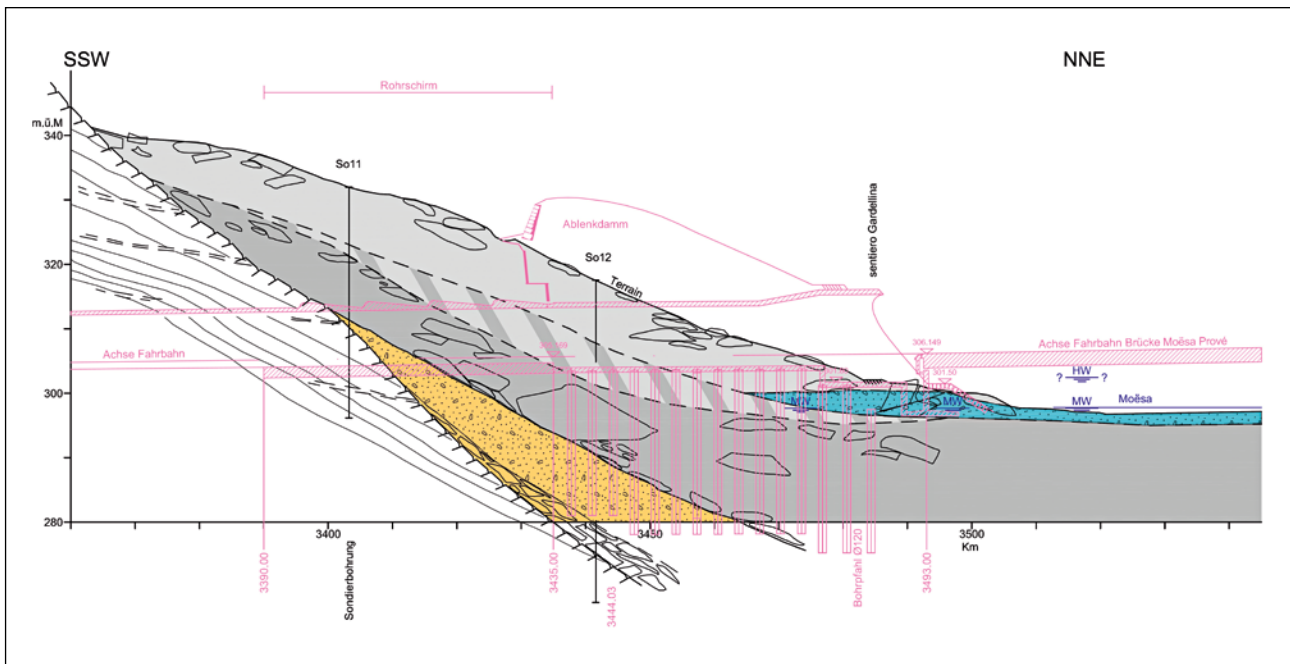 SSW
NNE
Rohrschirm
m.ü.M
340
So11
sentiero Gardellina
Ablenkdamm
320
So12
Terrain
306.149
Achse Fahrbahn Brücke Moësa Prové
Achse Fahrbahn
301.50
? HW ?
300
MW
MW
MW
Moësa
280
3400
3450
3500
Km
Sondierbohrung
3390.00
3435.00
3444.03
Bohrpfahl Ø120
3493.00